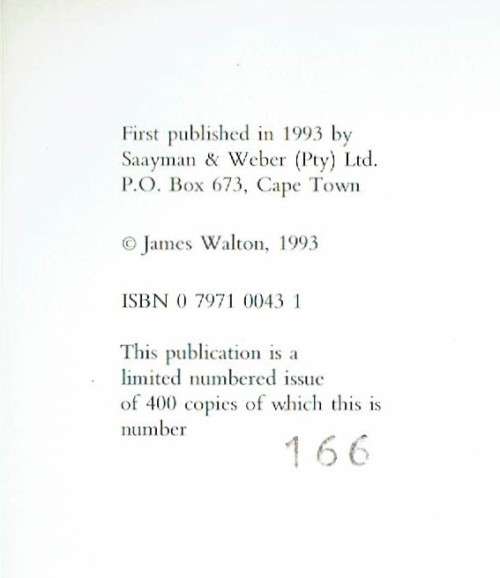 First published in 1993 by
Saayman & Weber (Pty) Ltd.
P.O. Box 673, Cape Town
© James Walton, 1993
ISBN 0 7971 0043 1
This publication is a
limited numbered issue
of 400 copies of which this is
number
166